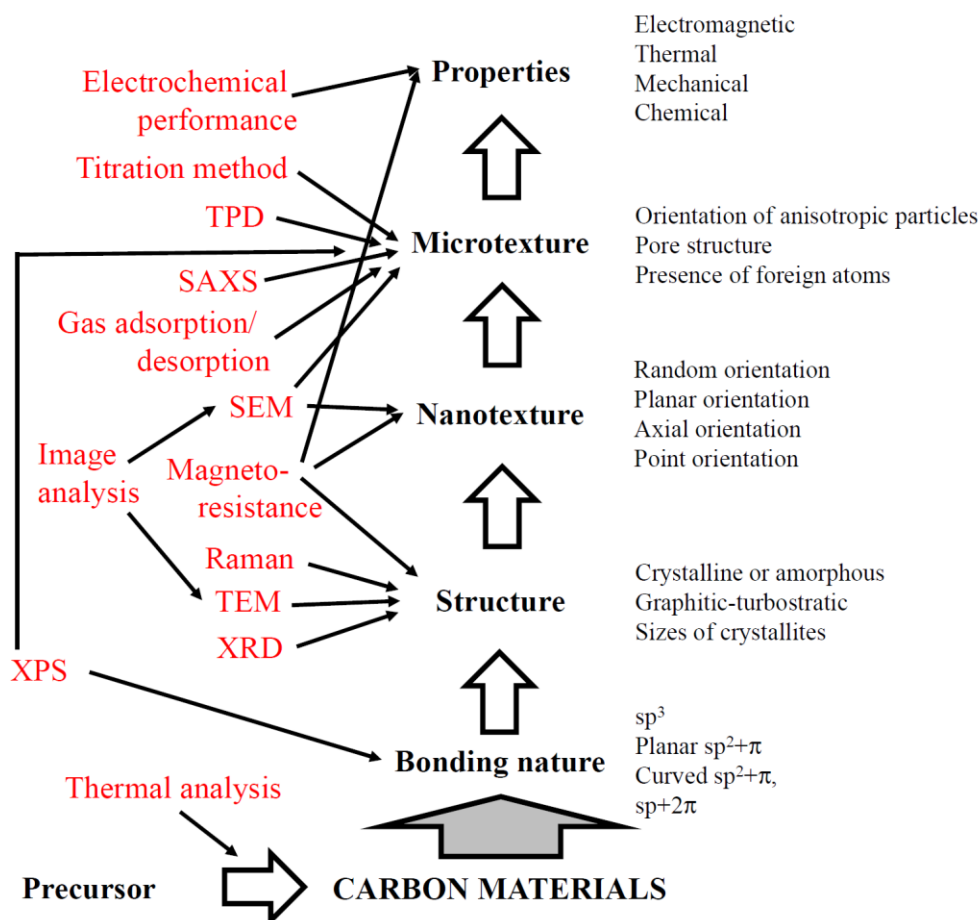 Electromagnetic
Thermal
Mechanical
Chemical
Properties
Electrochemical
performance
Titration method
TPD
Microtexture
Orientation of anisotropic particles
Pore structure
Presence of foreign atoms
SAXS
Gas adsorption/
desorption
SEM
Nanotexture
Random orientation
Planar orientation
Axial orientation
Point orientation
Image
analysis
Magneto-
resistance
Raman
TEM
XRD
Structure
Crystalline or amorphous
Graphitic-turbostratic
Sizes of crystallites
XPS
Bonding nature
sp³
Planar sp²+π
Curved sp²+π,
sp+2π
Thermal analysis
Precursor
CARBON MATERIALS